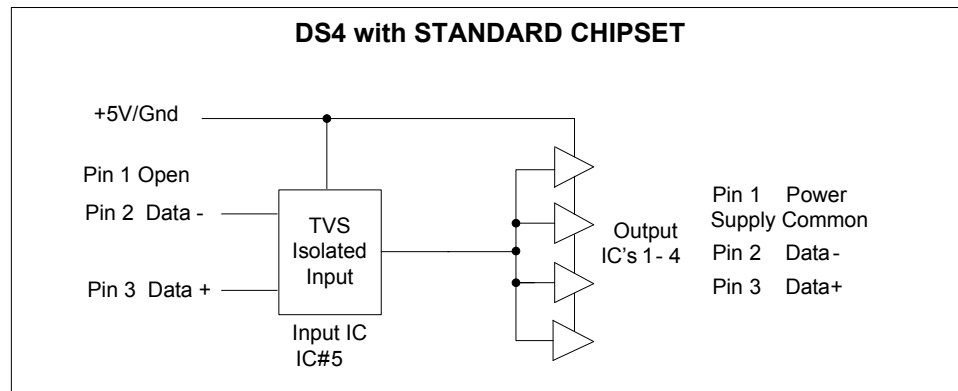 DS4 with STANDARD CHIPSET
+5V/Gnd
Pin 1 Open
Pin 2 Data -
Pin 3 Data +
TVS
Isolated
Input
Input IC
IC#5
Output
IC's 1- 4
Pin 1 Power
Supply Common
Pin 2 Data-
Pin 3 Data+